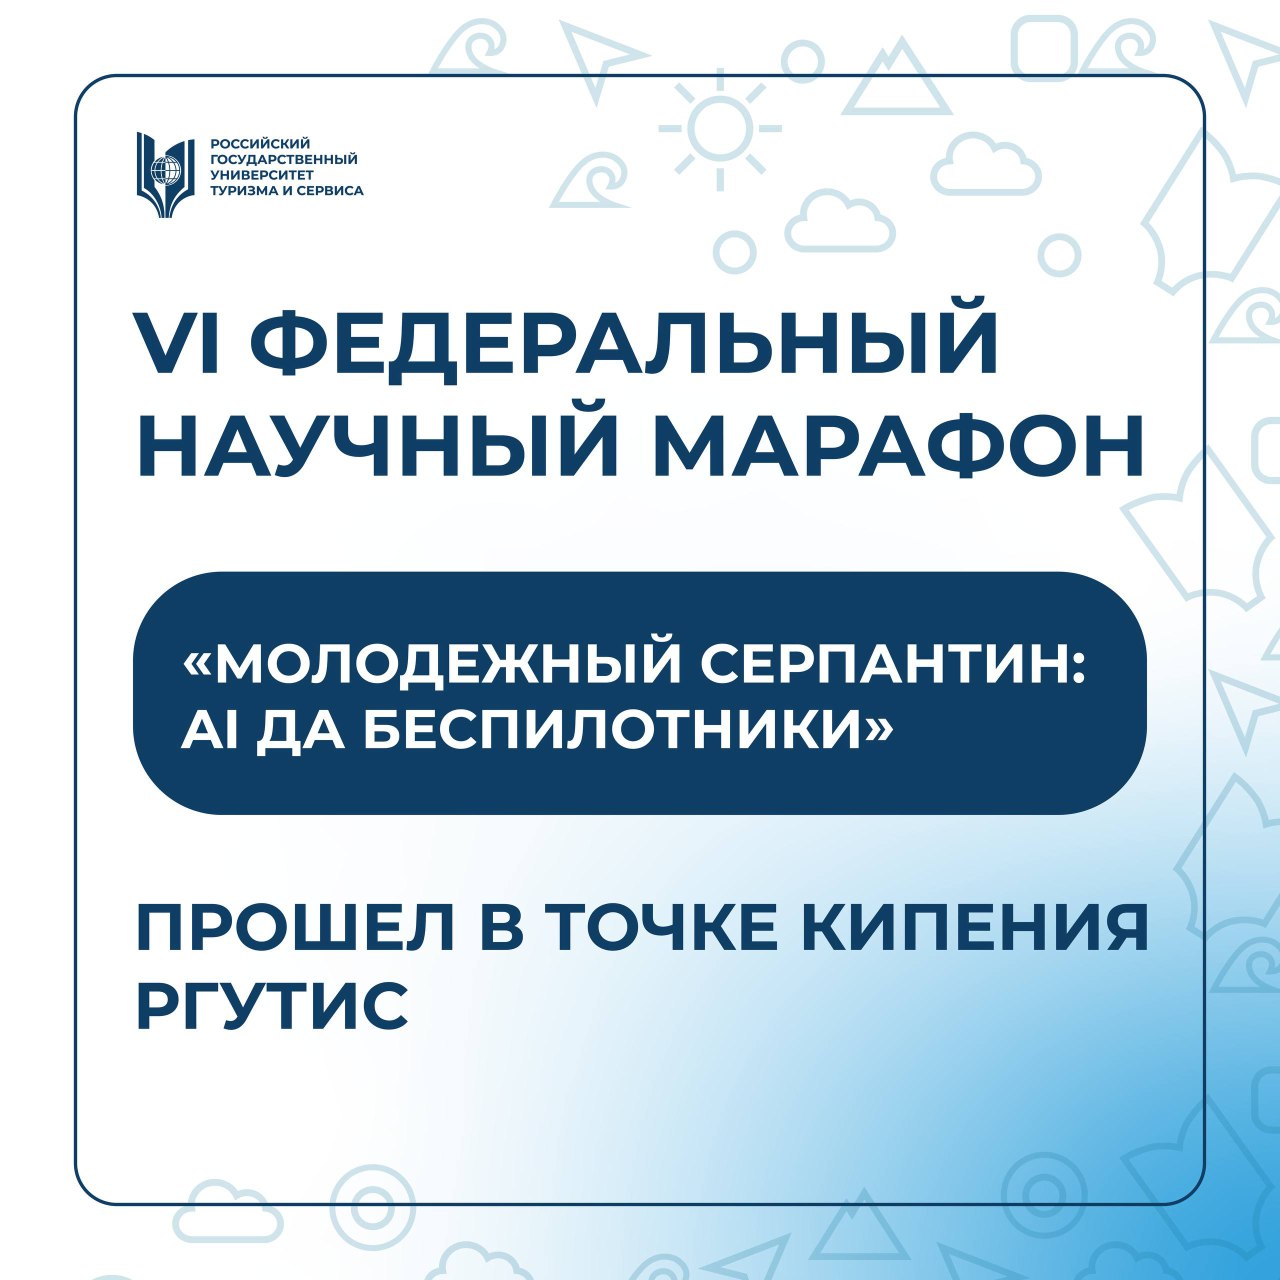 РОССИЙСКИЙ
ГОСУДАРСТВЕННЫЙ
УНИВЕРСИТЕТ
ТУРИЗМА И СЕРВИСА
VI ФЕДЕРАЛЬНЫЙ
НАУЧНЫЙ МАРАФОН
«МОЛОДЕЖНЫЙ СЕРПАНТИН:
AI ДА БЕСПИЛОТНИКИ»
ПРОШЕЛ В ТОЧКЕ КИПЕНИЯ
РГУТИС